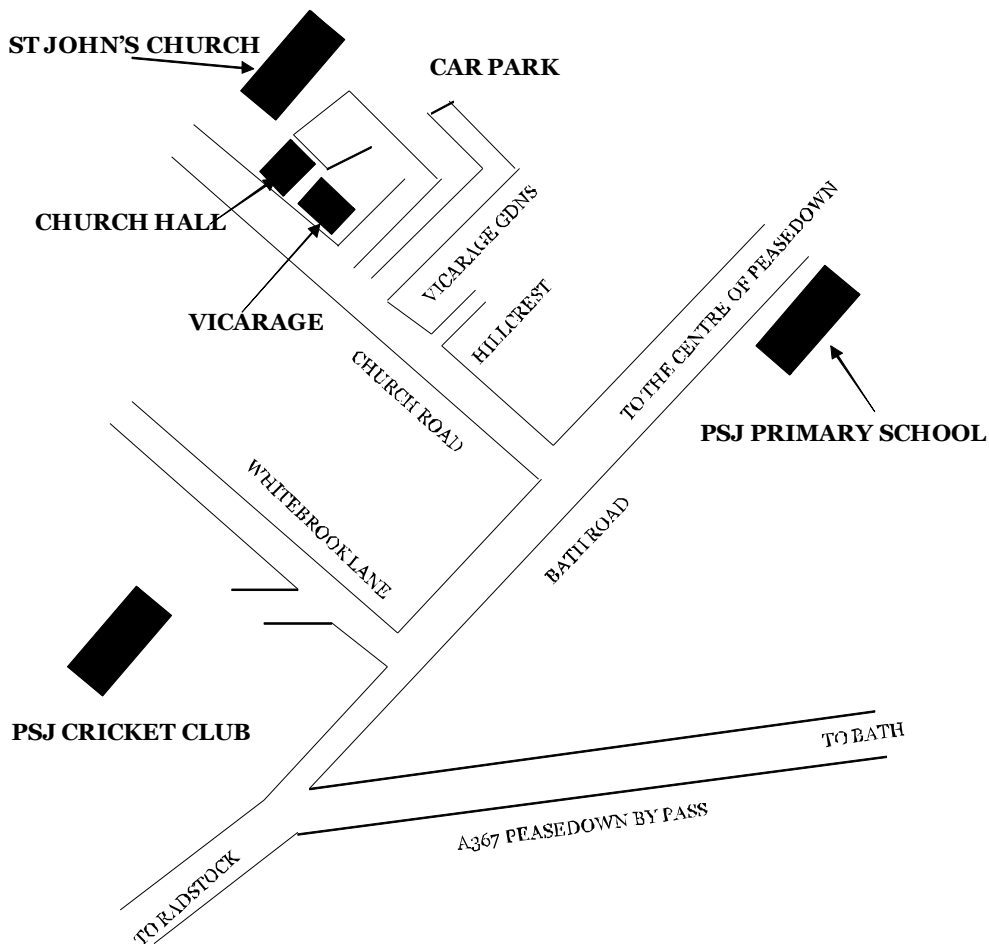 ST JOHN'S CHURCH
CAR PARK
CHURCH HALL
VICARAGE GDNS
VICARAGE
HILLCREST
TO THE CENTRE OF PEASEDOWN
CHURCH ROAD
PSJ PRIMARY SCHOOL
WHITEBROOK LANE
BATH ROAD
PSJ CRICKET CLUB
TO BATH
A367 PEASEDOWN BY PASS
TO RADSTOCK